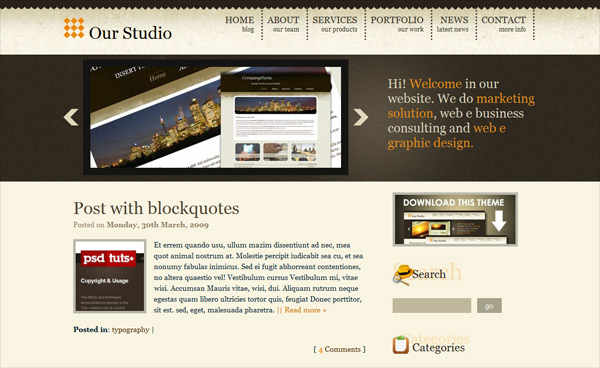 Our Studio
HOME ABOUT SERVICES PORTFOLIO NEWS CONTACT
blog our team our products our work latest news more info
INSERT
Home
CompanyName
Hi! Welcome in our
website. We do marketing
solution, web e business
consulting and web e
graphic design.
Post with blockquotes
Posted on Monday, 30th March, 2009
psd tuts+
Copyright & Usage
Et errem quando usu, ullum mazim dissentiunt ad nec, mea
quot animal nostrum at. Molestie percipit iudicabit sea cu, et sea
nonumy fabulas inimicus. Sed ei fugit abhorreant contentiones,
no altera quaestio vel! Vestibulum cursus Vestibulum mi, vitae
wisi. Accumsan Mauris vitae, wisi, dui. Aliquam rutrum neque
egestas quam libero ultricies tortor quis, feugiat Donec porttitor,
sit est. sed, eget, malesuada pharetra. || Read more »
Posted in: typography |
[ 4 Comments ]
DOWNLOAD THIS THEME
Our Studio
Search
Search
go
Categories
Categories